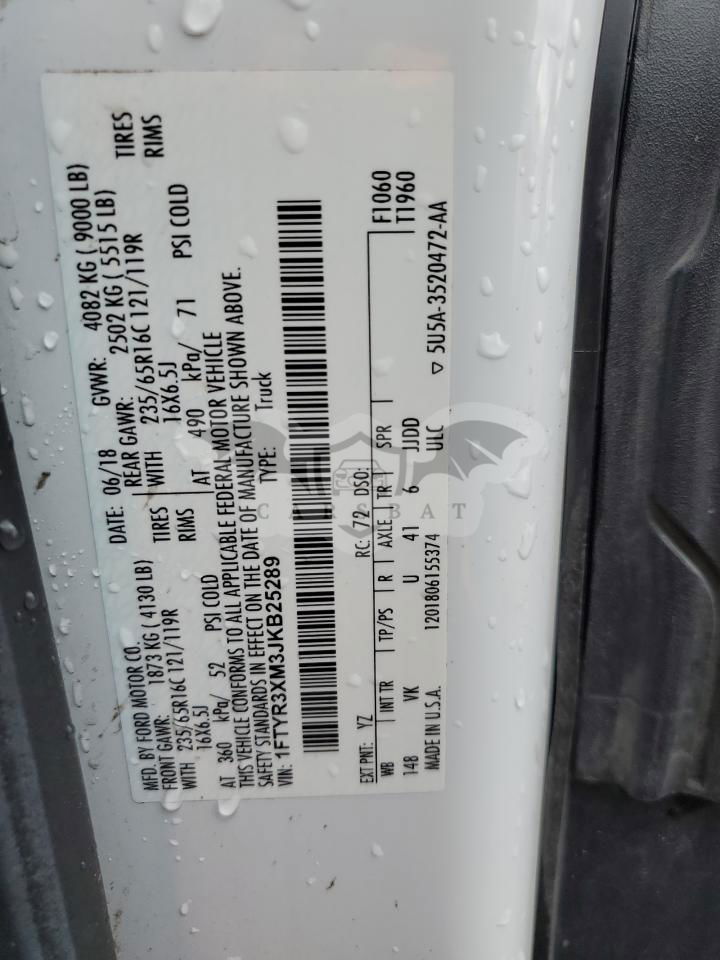 MFD. BY FORD MOTOR CO. DATE: 06/18 GVWR: 4082 KG ( 9000 LB)
FRONT GAWR: 1873 KG ( 4130 LB) REAR GAWR: 2502 KG ( 5515 LB)
WITH 235/65R16C 121/119R TIRES WITH 235/65R16C 121/119R TIRES
16X6.5J RIMS 16X6.5J RIMS
AT 360 kPa/ 52 PSI COLD AT 490 kPa/ 71 PSI COLD
THIS VEHICLE CONFORMS TO ALL APPLICABLE FEDERAL MOTOR VEHICLE
SAFETY STANDARDS IN EFFECT ON THE DATE OF MANUFACTURE SHOWN ABOVE.
VIN: 1FTYR3XM3JKB25289 TYPE: Truck
EXT PNT: YZ RC: 72 DSO: F1060
WB INT TR TP/PS R AXLE TR SPR T1960
148 VK U 41 6 JJDD
MADE IN U.S.A. 1201806155374 ULC ▽ 5U5A-3520472-AA
CARSBAT